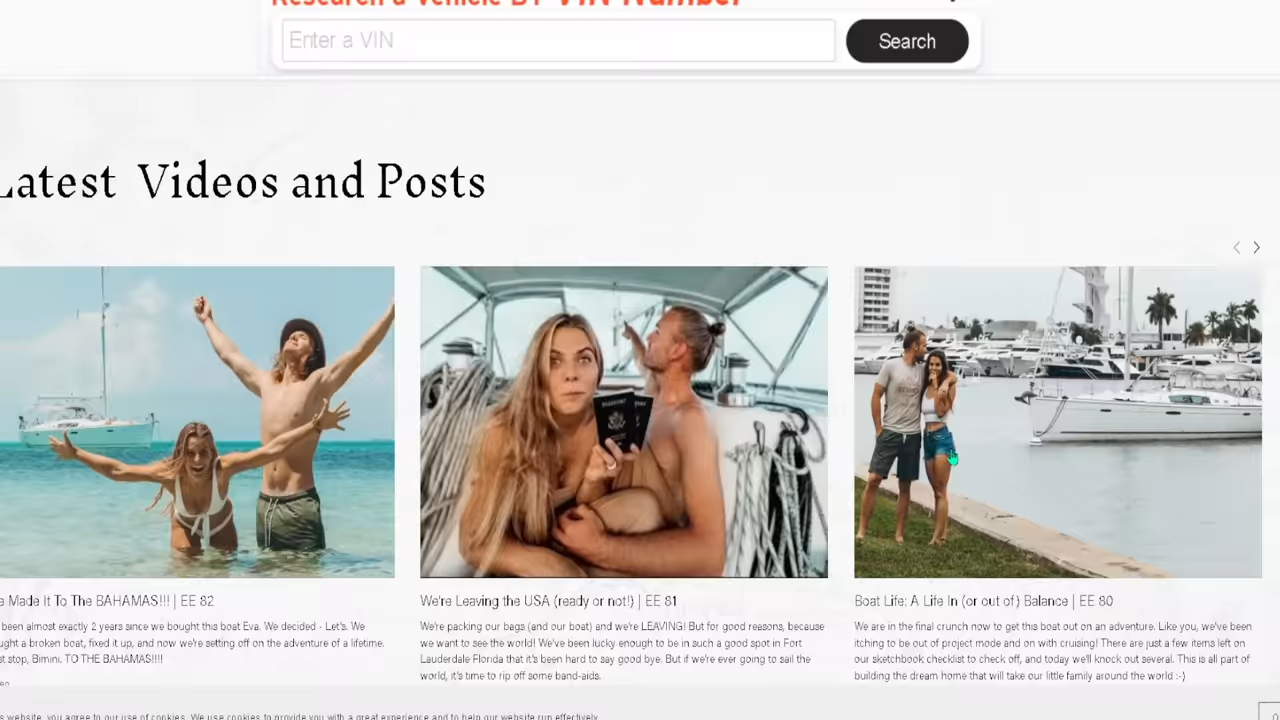 Research a Vehicle BY VIN Number
Enter a VIN
Search
Latest Videos and Posts
PASSPORT
Made It To The BAHAMAS!!! | EE 82
been almost exactly 2 years since we bought this boat Eva. We decided - Let's. We
bought a broken boat, fixed it up, and now we're setting off on the adventure of a lifetime.
stop, Bimini. TO THE BAHAMAS!!!!
We're Leaving the USA (ready or not!) | EE 81
We're packing our bags (and our boat) and we're LEAVING! But for good reasons, because
we want to see the world! We've been lucky enough to be in such a good spot in Fort
Lauderdale Florida that it's been hard to say good bye. But if we're ever going to sail the
world, it's time to rip off some band-aids.
Boat Life: A Life In (or out of) Balance | EE 80
We are in the final crunch now to get this boat out on an adventure. Like you, we've been
itching to be out of project mode and on with cruising! There are just a few items left on
our sketchbook checklist to check off, and today we'll knock out several. This is all part of
building the dream home that will take our little family around the world :-)
website, you agree to our use of cookies. We use cookies to provide you with a great experience and to help our website run effectively.